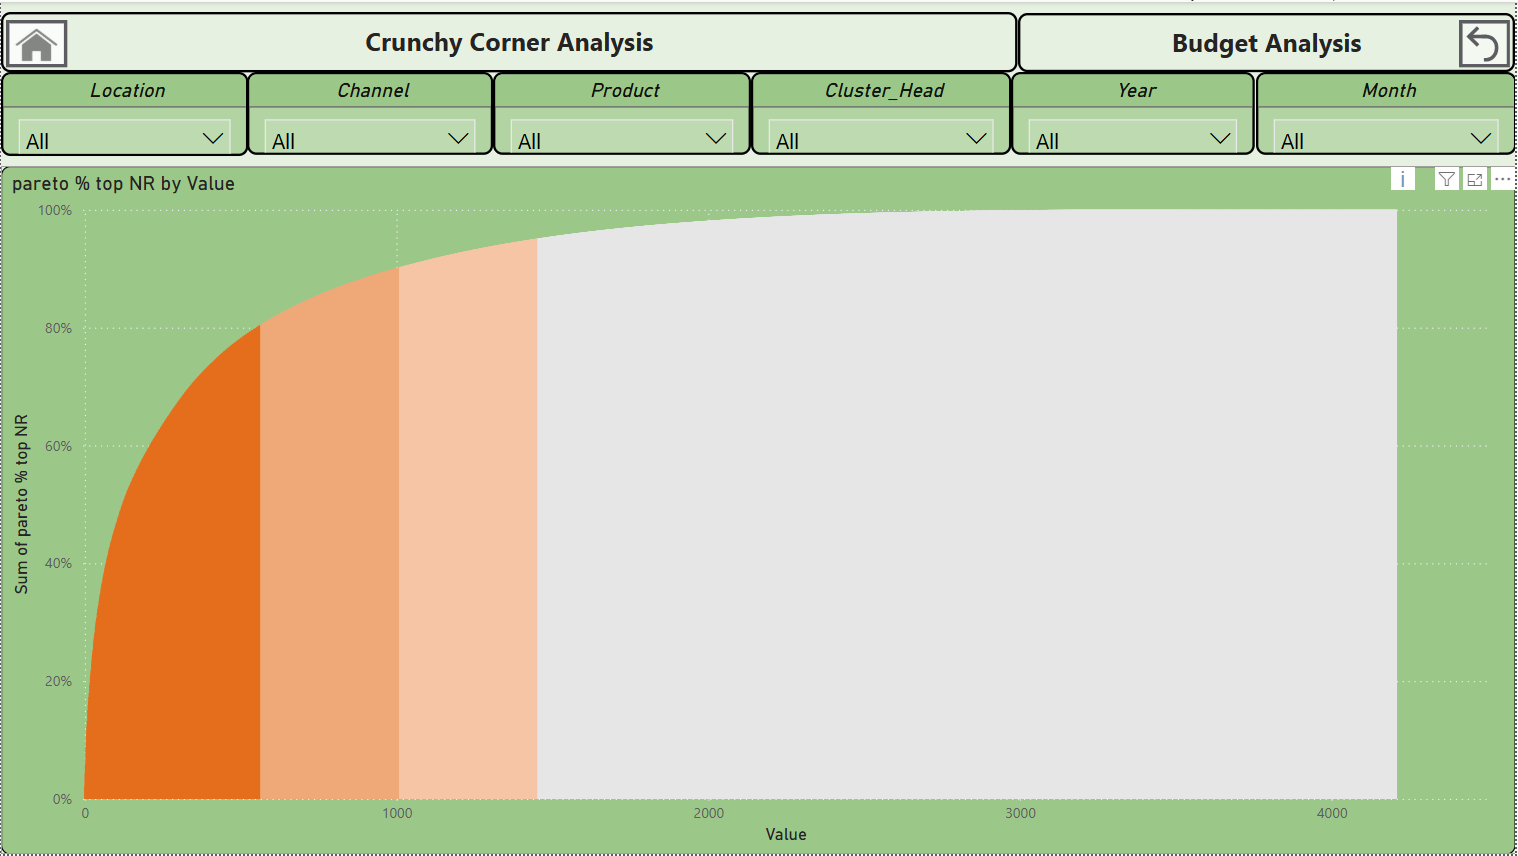 Crunchy Corner Analysis
Budget Analysis
Location
Channel
Product
Cluster_Head
Year
Month
All
All
All
All
All
All
pareto % top NR by Value
i
100%
80%
60%
40%
20%
0%
Sum of pareto % top NR
0
1000
2000
3000
4000
Value